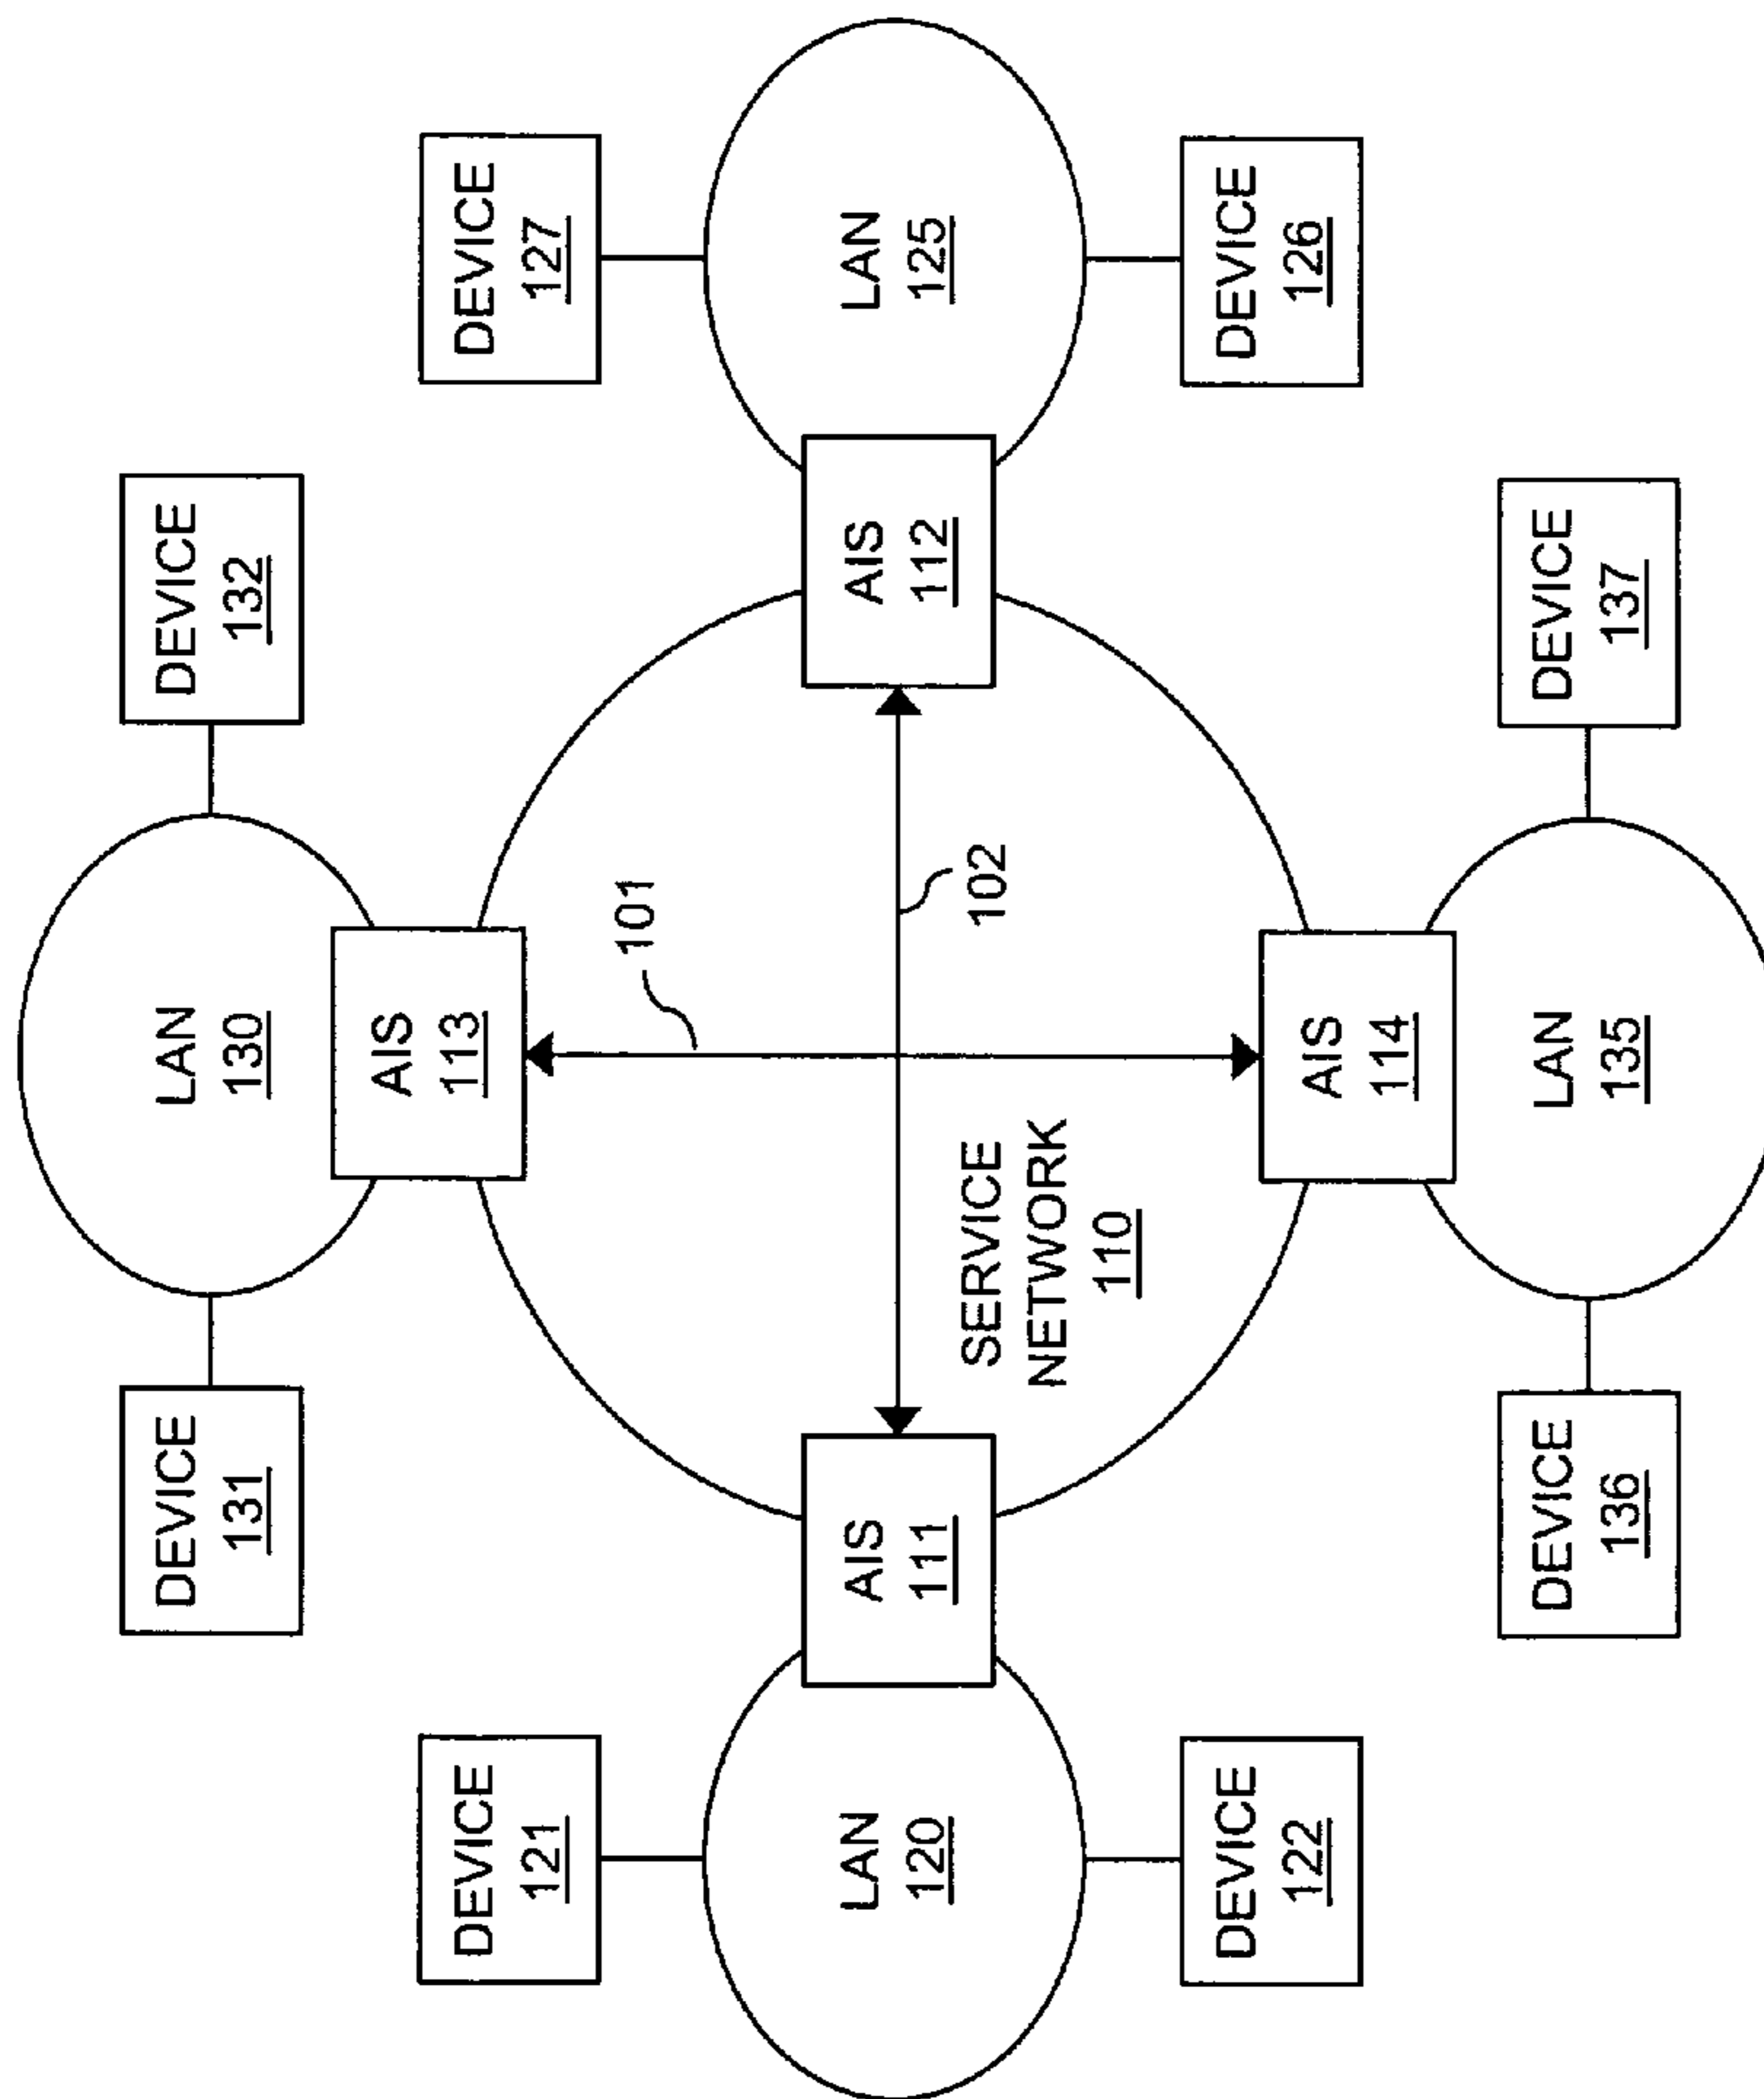 DEVICE
131
LAN
130
DEVICE
132
AIS
113
DEVICE
121
DEVICE
127
101
LAN
120
AIS
111
AIS
112
LAN
125
102
SERVICE
NETWORK
110
DEVICE
122
DEVICE
126
AIS
114
DEVICE
136
LAN
135
DEVICE
137